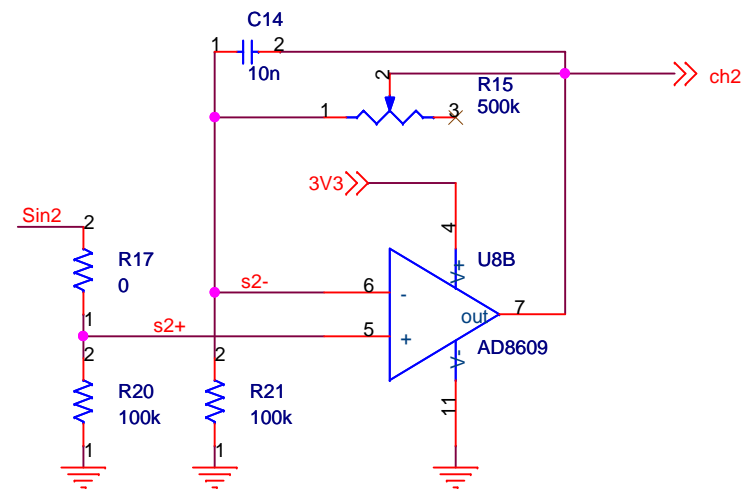 C14
1 2
10n
2
R15
500k
1 3
ch2
3V3
4
Sin2
2
R17
0
1
V+
U8B
s2-
6 -
s2+
5 +
out 7
AD8609
V-
2
R20
100k
1
2
R21
100k
1
11